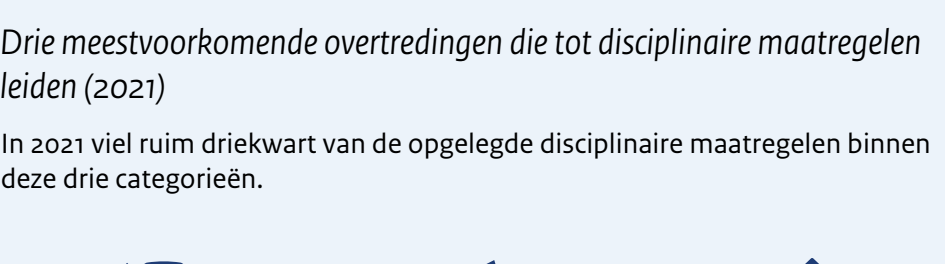 Drie meestvoorkomende overtredingen die tot disciplinaire maatregelen
leiden (2021)
In 2021 viel ruim driekwart van de opgelegde disciplinaire maatregelen binnen
deze drie categorieën.